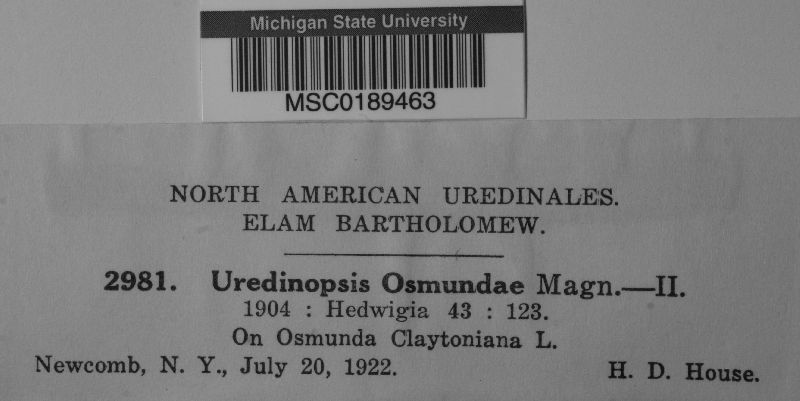 Michigan State University
MSC0189463
NORTH AMERICAN UREDINALES.
ELAM BARTHOLOMEW.
2981. Uredinopsis Osmundae Magn.—II.
1904 : Hedwigia 43 : 123.
On Osmunda Claytoniana L.
Newcomb, N. Y., July 20, 1922. H. D. House.